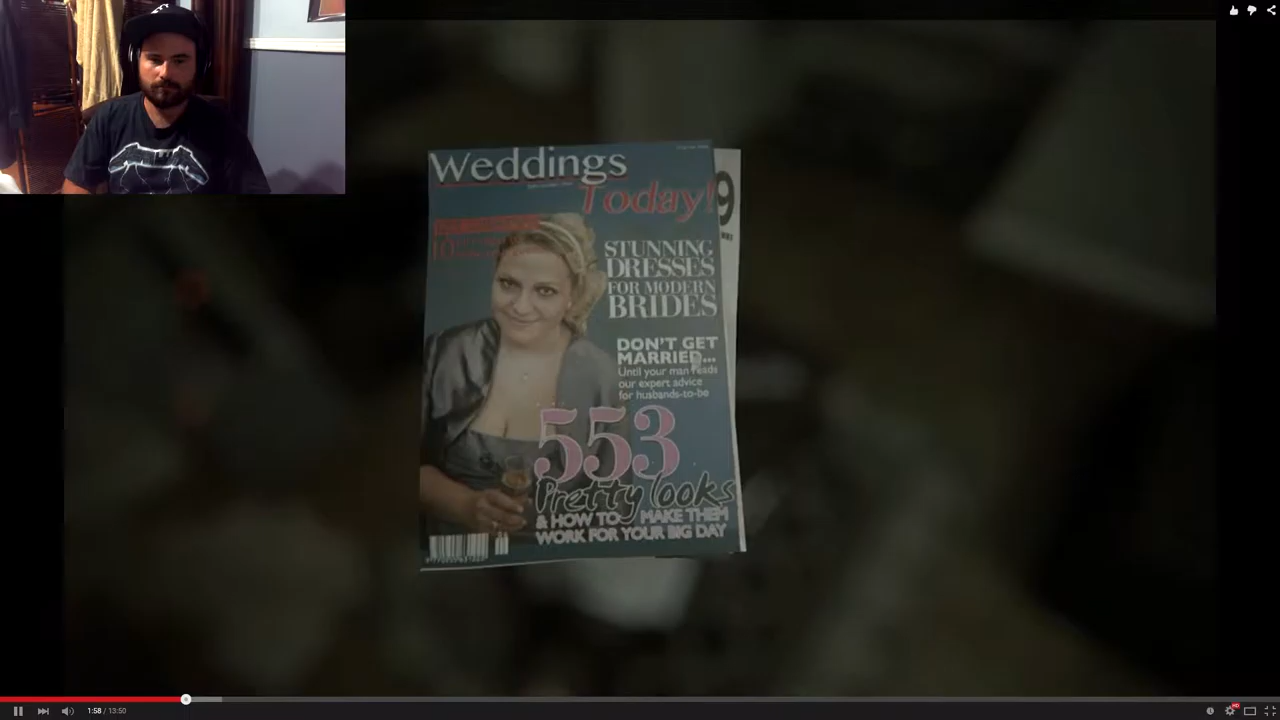 Weddings
Today!
9
10
STUNNING
DRESSES
FOR MODERN
BRIDES
DON'T GET
MARRIED...
Until your man reads
our expert advice
for husbands-to-be
553
Pretty looks
& HOW TO MAKE THEM
WORK FOR YOUR BIG DAY
1:58 / 13:50
HD